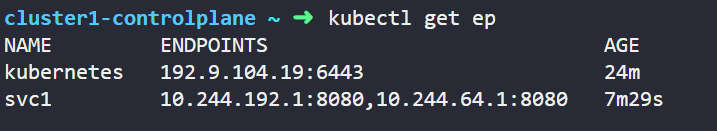 cluster1-controlplane ~ ➜ kubectl get ep
NAME ENDPOINTS AGE
kubernetes 192.9.104.19:6443 24m
svc1 10.244.192.1:8080,10.244.64.1:8080 7m29s